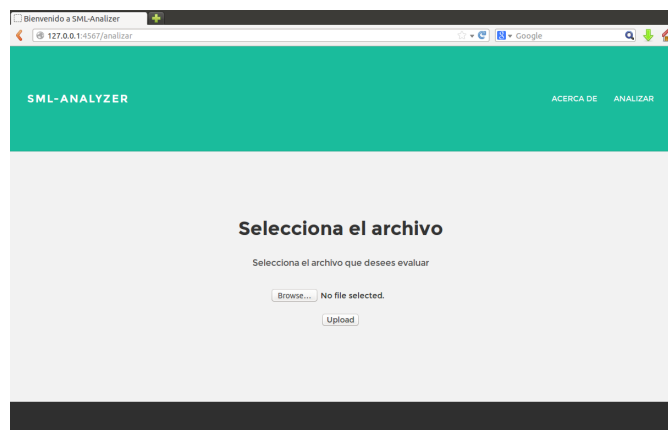 Bienvenido a SML-Analizer
127.0.0.1:4567/analizar
Google
SML-ANALYZER
ACERCA DE ANALIZAR
Selecciona el archivo
Selecciona el archivo que desees evaluar
Browse... No file selected.
Upload